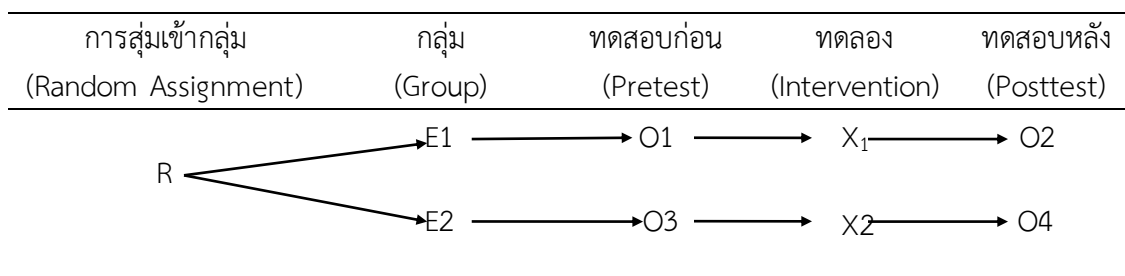 การสุ่มเข้ากลุ่ม กลุ่ม ทดสอบก่อน ทดลอง ทดสอบหลัง
(Random Assignment) (Group) (Pretest) (Intervention) (Posttest)
E1 O1 X1 O2
R
E2 O3 X2 O4